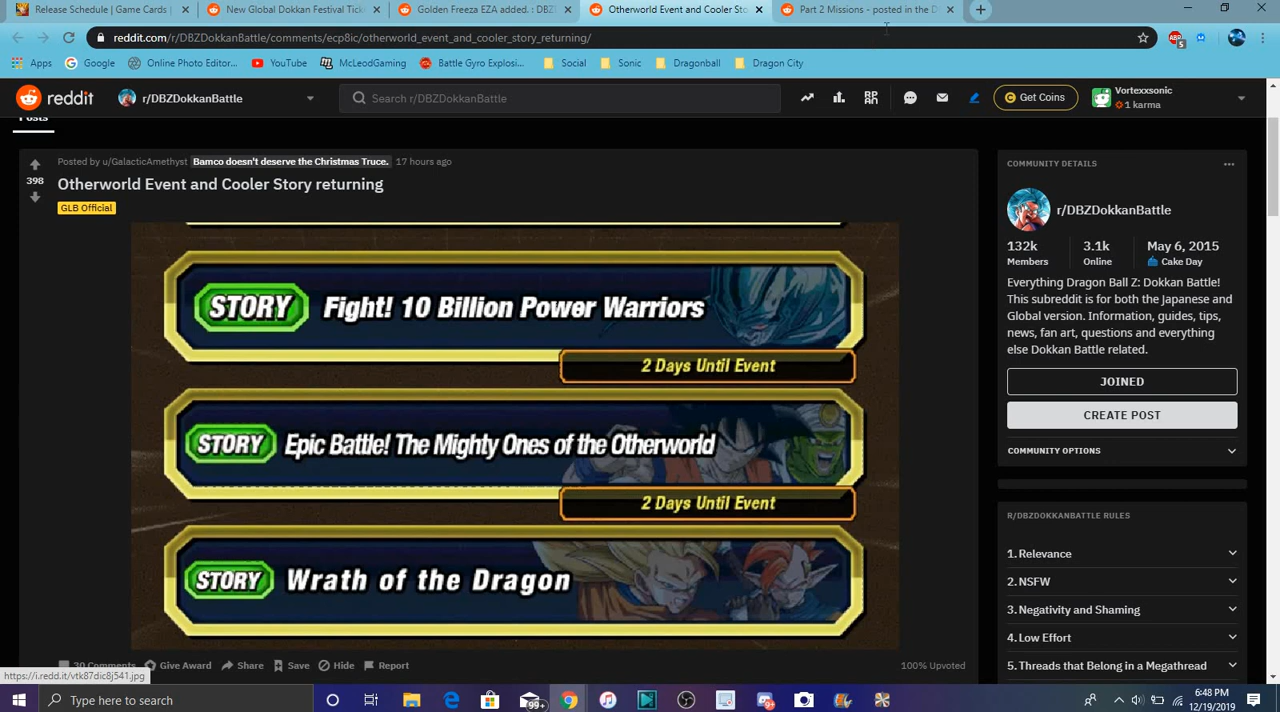 Release Schedule | Game Cards |
New Global Dokkan Festival Tick
Golden Freeza EZA added. : DBZ
Otherworld Event and Cooler Sto
Part 2 Missions - posted in the D
reddit.com/r/DBZDokkanBattle/comments/ecp8ic/otherworld_event_and_cooler_story_returning/
ABP
5
Apps
Google
Online Photo Editor...
YouTube
McLeodGaming
Battle Gyro Explosi...
Social
Sonic
Dragonball
Dragon City
reddit
r/DBZDokkanBattle
Search r/DBZDokkanBattle
Get Coins
Vortexxsonic
1 karma
Posts
Posted by u/GalacticAmethyst Bamco doesn't deserve the Christmas Truce. 17 hours ago
398
Otherworld Event and Cooler Story returning
GLB Official
STORY Fight! 10 Billion Power Warriors
2 Days Until Event
STORY Epic Battle! The Mighty Ones of the Otherworld
2 Days Until Event
STORY Wrath of the Dragon
30 Comments Give Award Share Save Hide Report 100% Upvoted
https://i.redd.it/vtk87dic8j541.jpg
COMMUNITY DETAILS
r/DBZDokkanBattle
132k 3.1k May 6, 2015
Members Online Cake Day
Everything Dragon Ball Z: Dokkan Battle!
This subreddit is for both the Japanese and
Global version. Information, guides, tips,
news, fan art, questions and everything
else Dokkan Battle related.
JOINED
CREATE POST
COMMUNITY OPTIONS
R/DBZDOKKANBATTLE RULES
1. Relevance
2. NSFW
3. Negativity and Shaming
4. Low Effort
5. Threads that Belong in a Megathread
Type here to search
99+
6:48 PM
12/19/2019